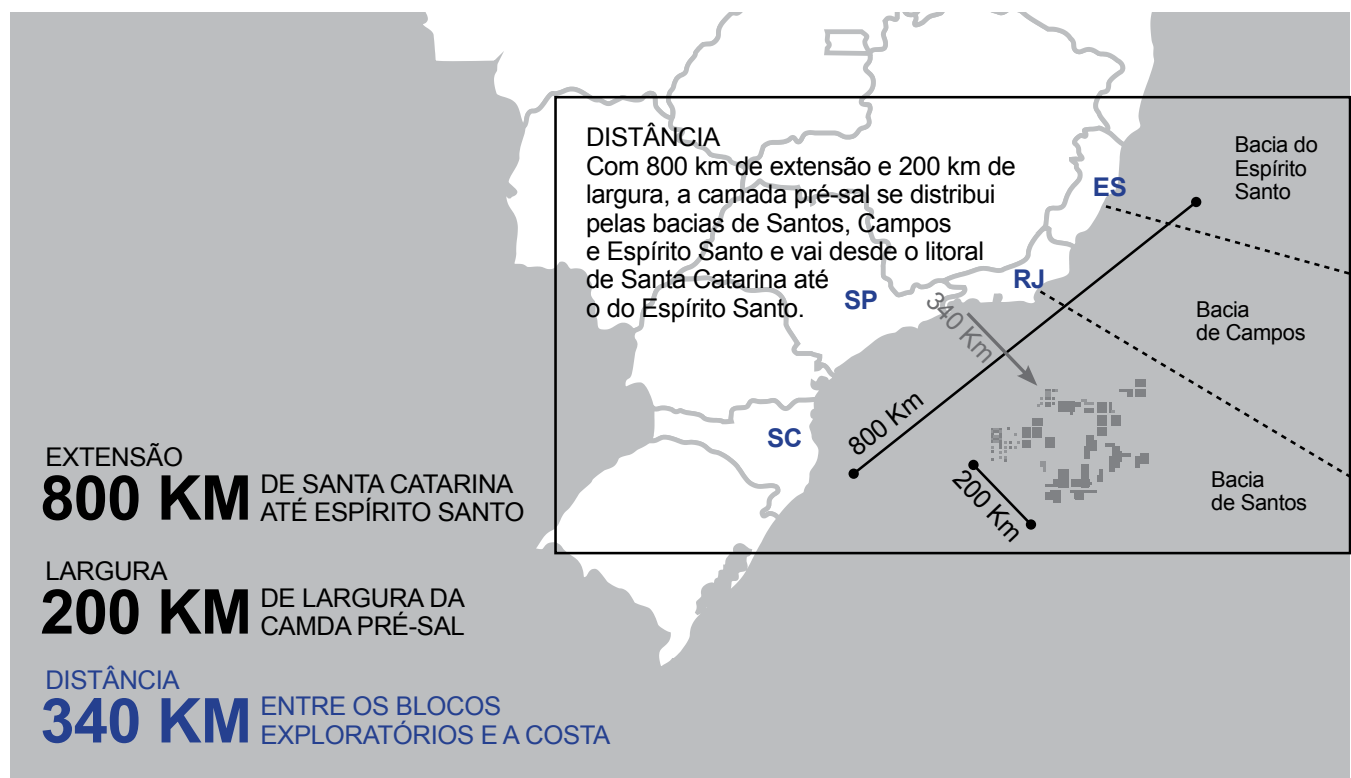 DISTÂNCIA
Com 800 km de extensão e 200 km de
largura, a camada pré-sal se distribui
pelas bacias de Santos, Campos
e Espírito Santo e vai desde o litoral
de Santa Catarina até
o do Espírito Santo.
Bacia do
Espírito
Santo
ES
RJ
SP
340 Km
Bacia
de Campos
800 Km
SC
200 Km
Bacia
de Santos
EXTENSÃO
800 KM
DE SANTA CATARINA
ATÉ ESPÍRITO SANTO
LARGURA
200 KM
DE LARGURA DA
CAMDA PRÉ-SAL
DISTÂNCIA
340 KM
ENTRE OS BLOCOS
EXPLORATÓRIOS E A COSTA